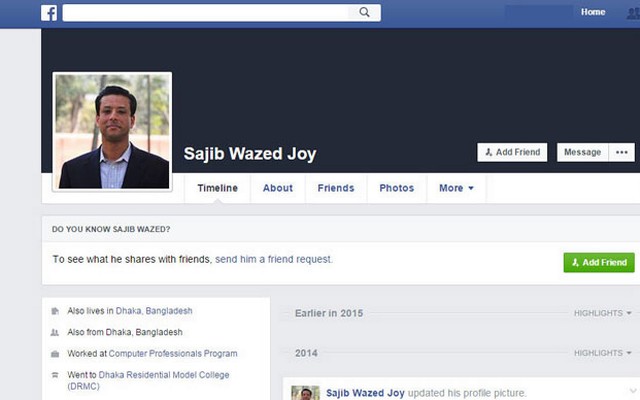 f
Home
Sajib Wazed Joy
Add Friend
Message
Timeline
About
Friends
Photos
More
DO YOU KNOW SAJIB WAZED?
To see what he shares with friends, send him a friend request.
Add Friend
Also lives in Dhaka, Bangladesh
Also from Dhaka, Bangladesh
Worked at Computer Professionals Program
Went to Dhaka Residential Model College
(DRMC)
Earlier in 2015
HIGHLIGHTS
2014
HIGHLIGHTS
Sajib Wazed Joy updated his profile picture.